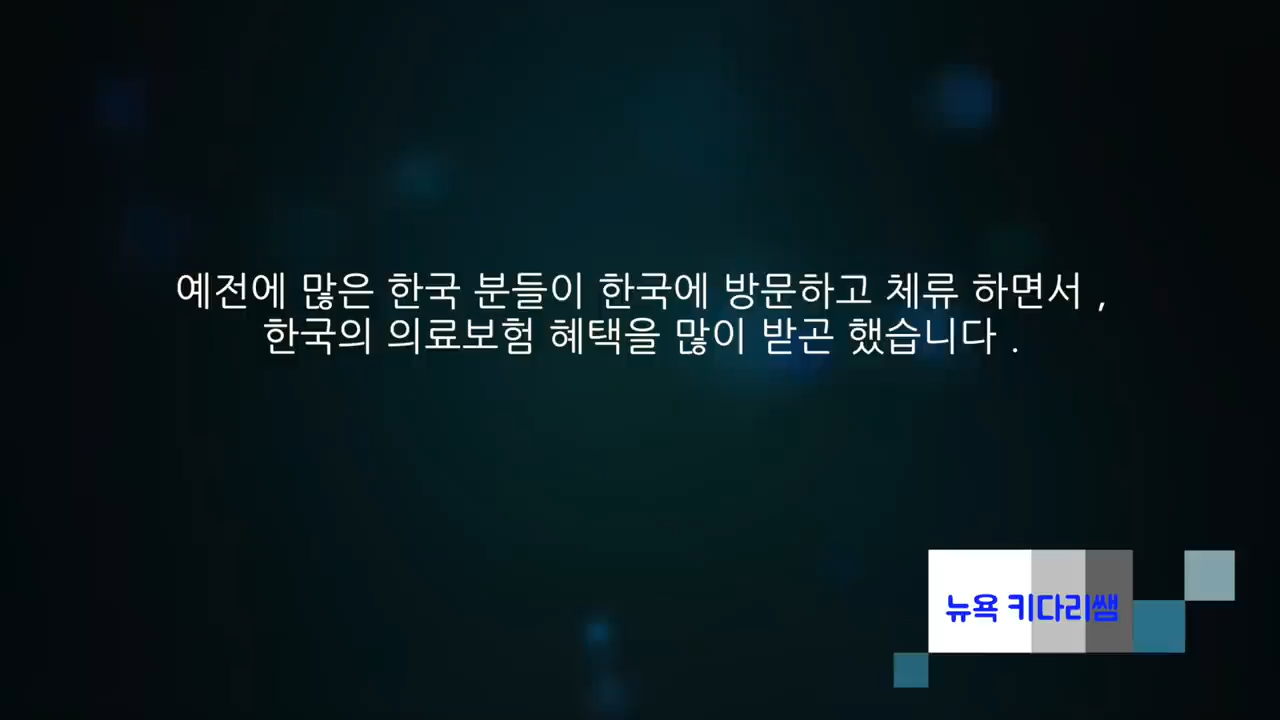 예전에 많은 한국 분들이 한국에 방문하고 체류 하면서 ,
한국의 의료보험 혜택을 많이 받곤 했습니다 .
뉴욕 키다리쌤